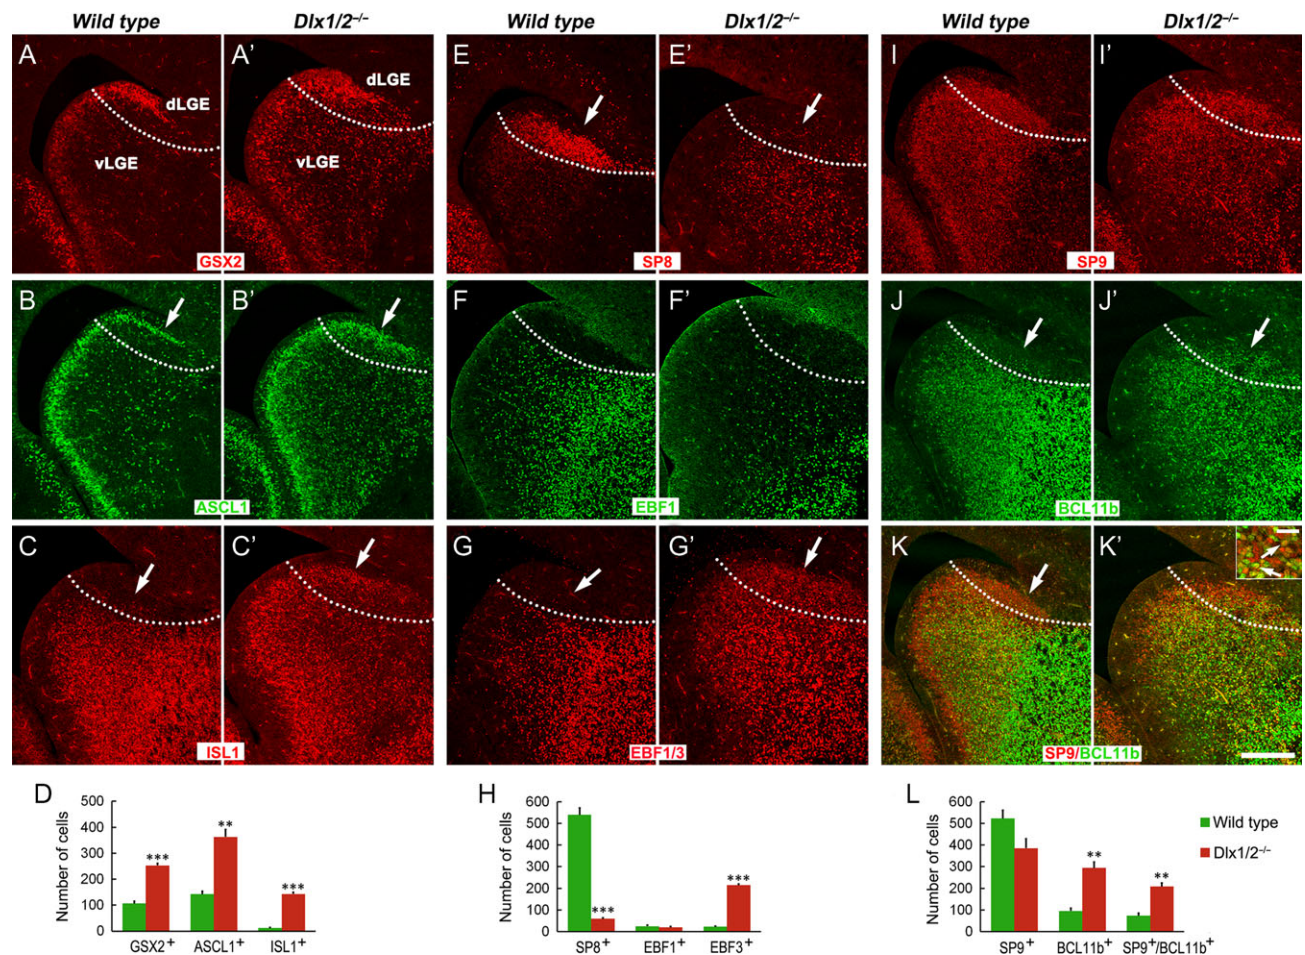 Wild type Dlx1/2–/– Wild type Dlx1/2–/– Wild type Dlx1/2–/–
A A’ E E’ I I’
dLGE dLGE
vLGE vLGE
GSX2 SP8 SP9
B B’ F F’ J J’
ASCL1 EBF1 BCL11b
C C’ G G’ K K’
ISL1 EBF1/3 SP9/BCL11b
D
Number of cells
500
400
300
200
100
0
*** ** ***
GSX2+ ASCL1+ ISL1+
H
Number of cells
600
500
400
300
200
100
0
*** ***
SP8+ EBF1+ EBF3+
L
Number of cells
600
500
400
300
200
100
0
** **
SP9+ BCL11b+ SP9+/BCL11b+
Wild type
Dlx1/2–/–